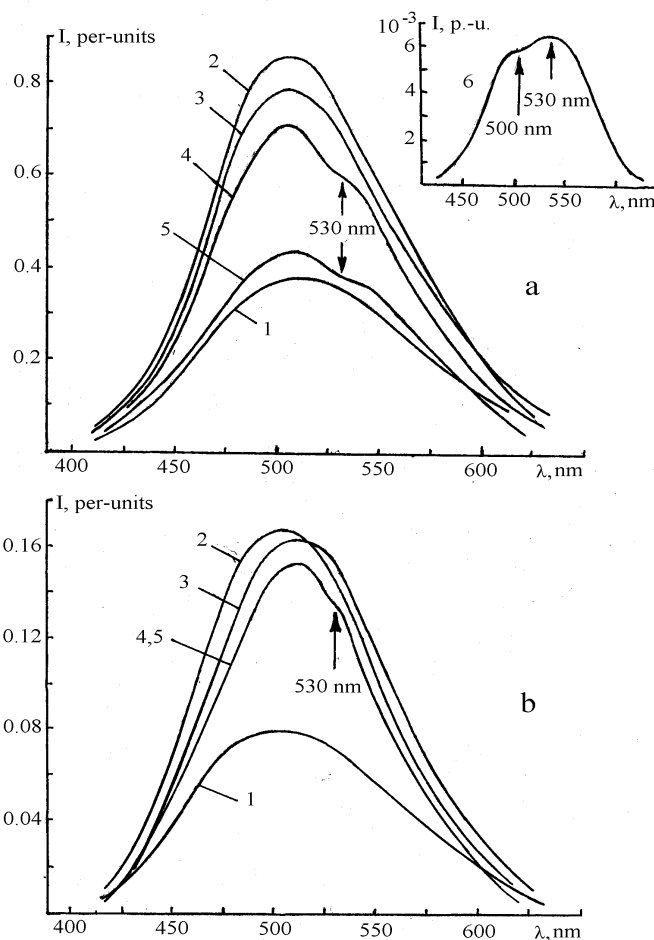 I, per-units
0.8
0.6
0.4
0.2
2
3
4
5
1
530 nm
a
400 450 500 550 600 λ, nm
10⁻³ I, p.-u.
6
4
2
6
530 nm
500 nm
450 500 550 λ, nm
I, per-units
0.16
0.12
0.08
0.04
2
3
4,5
1
530 nm
b
400 450 500 550 600 λ, nm